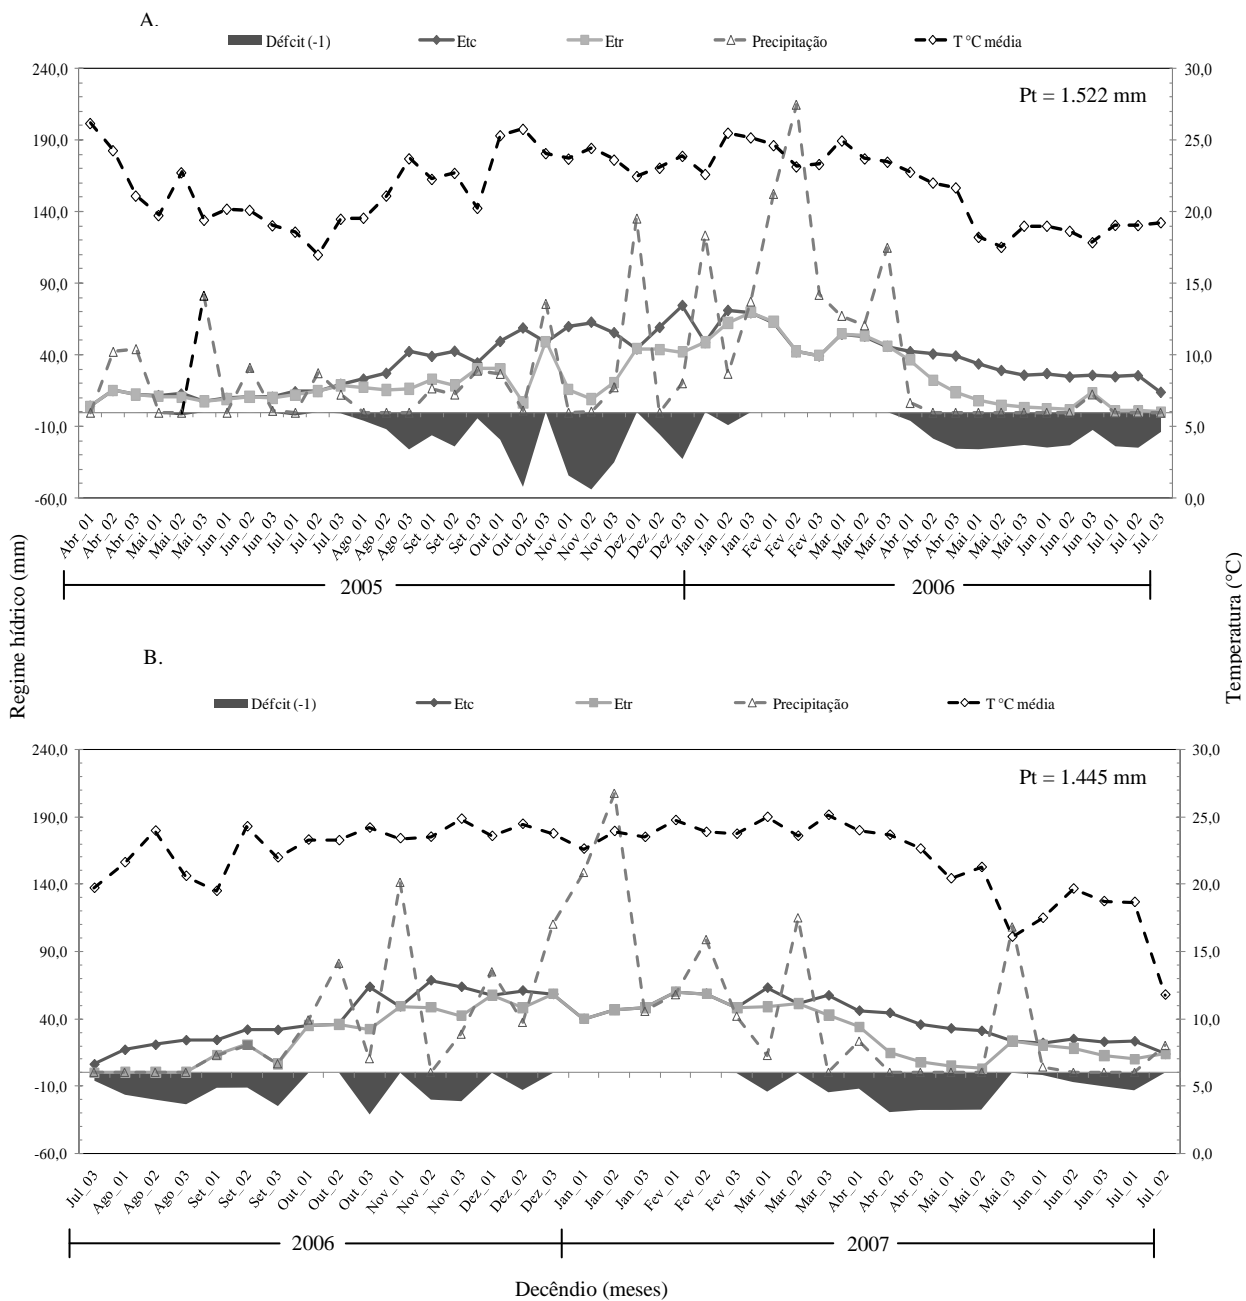 A.
Défcit (-1) Etc Etr Precipitação T °C média
240,0 30,0
Pt = 1.522 mm
190,0 25,0
140,0 20,0
90,0 15,0
40,0 10,0
-10,0 5,0
-60,0 0,0
Abr_01 Abr_02 Abr_03 Mai_01 Mai_02 Mai_03 Jun_01 Jun_02 Jun_03 Jul_01 Jul_02 Jul_03 Ago_01 Ago_02 Ago_03 Set_01 Set_02 Set_03 Out_01 Out_02 Out_03 Nov_01 Nov_02 Nov_03 Dez_01 Dez_02 Dez_03 Jan_01 Jan_02 Jan_03 Fev_01 Fev_02 Fev_03 Mar_01 Mar_02 Mar_03 Abr_01 Abr_02 Abr_03 Mai_01 Mai_02 Mai_03 Jun_01 Jun_02 Jun_03 Jul_01 Jul_02 Jul_03
2005 2006
Regime hídrico (mm)
Temperatura (°C)
B.
Défcit (-1) Etc Etr Precipitação T °C média
240,0 30,0
Pt = 1.445 mm
190,0 25,0
140,0 20,0
90,0 15,0
40,0 10,0
-10,0 5,0
-60,0 0,0
Jul_03 Ago_01 Ago_02 Ago_03 Set_01 Set_02 Set_03 Out_01 Out_02 Out_03 Nov_01 Nov_02 Nov_03 Dez_01 Dez_02 Dez_03 Jan_01 Jan_02 Jan_03 Fev_01 Fev_02 Fev_03 Mar_01 Mar_02 Mar_03 Abr_01 Abr_02 Abr_03 Mai_01 Mai_02 Mai_03 Jun_01 Jun_02 Jun_03 Jul_01 Jul_02
2006 2007
Decêndio (meses)